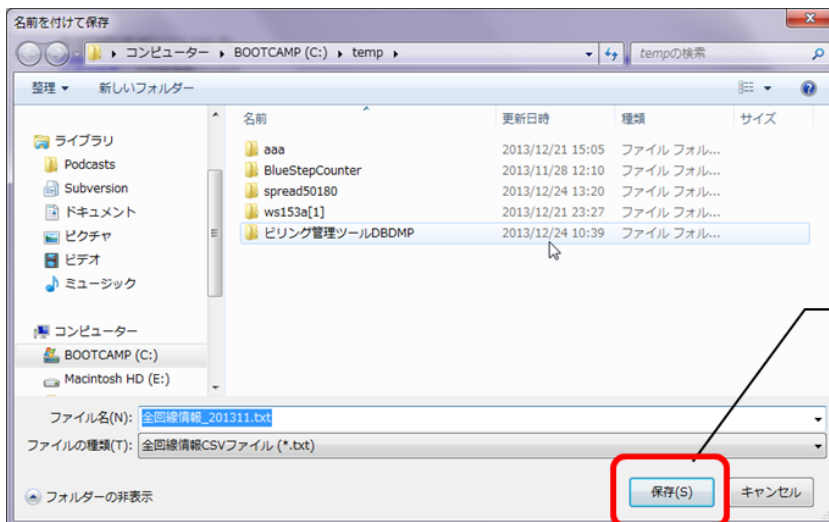 名前を付けて保存
コンピューター BOOTCAMP (C:) temp
tempの検索
整理 新しいフォルダー
名前 更新日時 種類 サイズ
ライブラリ
Podcasts
Subversion
ドキュメント
ピクチャ
ビデオ
ミュージック
コンピューター
BOOTCAMP (C:)
Macintosh HD (E:)
aaa 2013/12/21 15:05 ファイル フォル...
BlueStepCounter 2013/11/28 12:10 ファイル フォル...
spread50180 2013/12/24 13:20 ファイル フォル...
ws153a[1] 2013/12/21 23:27 ファイル フォル...
ビリング管理ツールDBDMP 2013/12/24 10:39 ファイル フォル...
ファイル名(N): 全回線情報_201311.txt
ファイルの種類(T): 全回線情報CSVファイル (*.txt)
フォルダーの非表示
保存(S) キャンセル